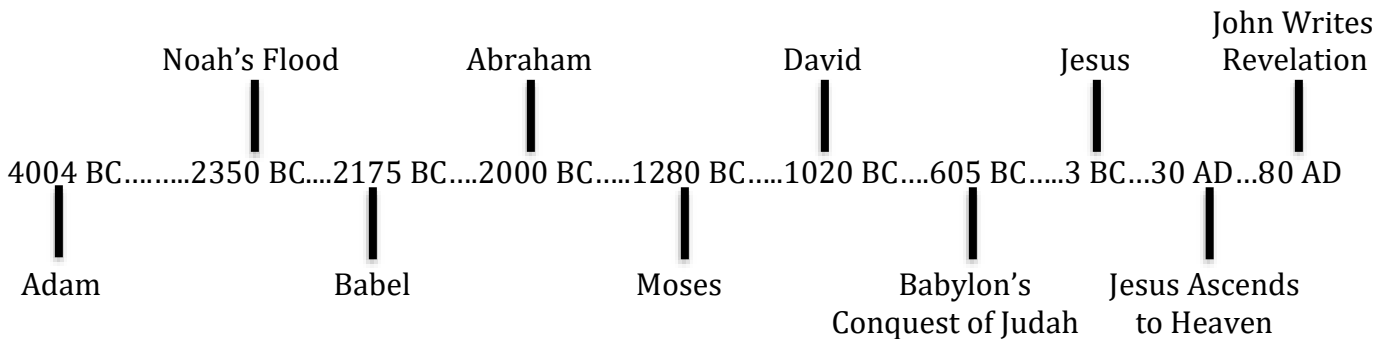 John Writes
Noah’s Flood Abraham David Jesus Revelation
4004 BC.........2350 BC....2175 BC....2000 BC.....1280 BC.....1020 BC....605 BC.....3 BC...30 AD...80 AD
Adam Babel Moses Babylon’s Jesus Ascends
Conquest of Judah to Heaven